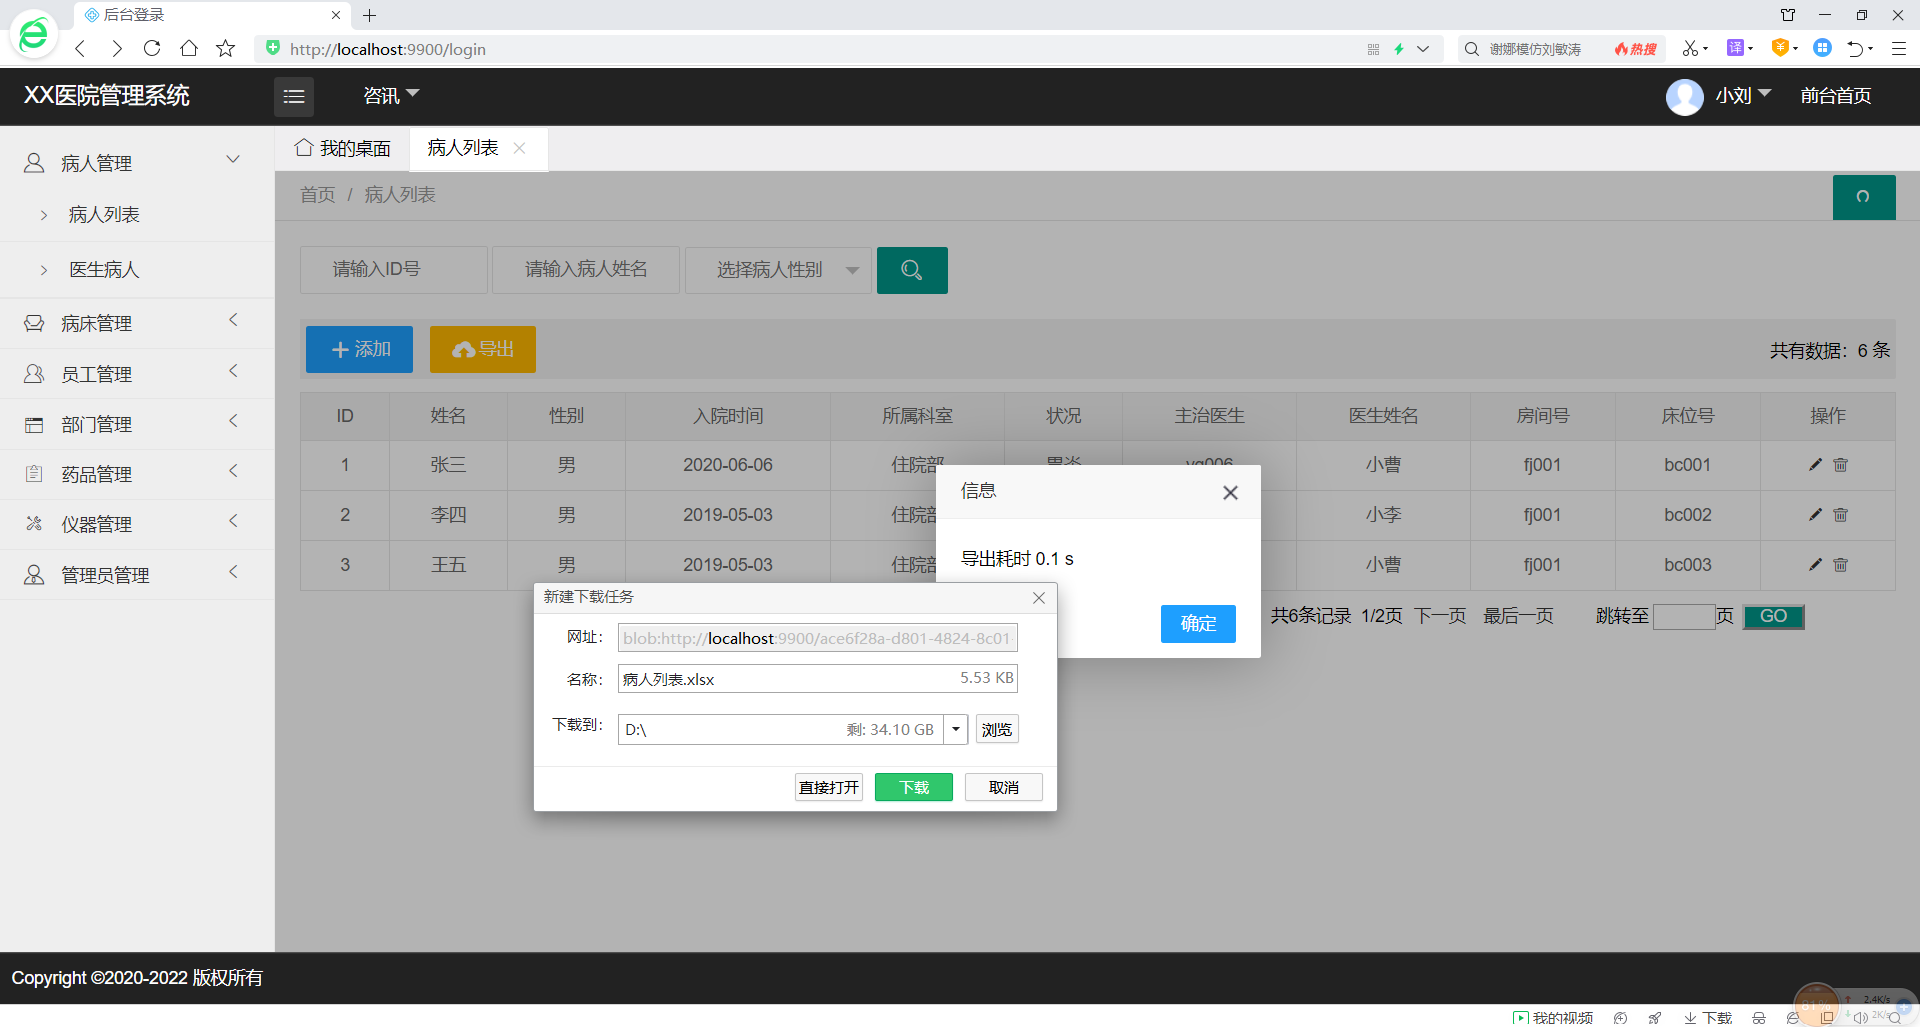 后台登录
http://localhost:9900/login
谢娜模仿刘敏涛
热搜
译
XX医院管理系统
咨讯
小刘
前台首页
病人管理
病人列表
医生病人
病床管理
员工管理
部门管理
药品管理
仪器管理
管理员管理
我的桌面
病人列表
首页 / 病人列表
请输入ID号
请输入病人姓名
选择病人性别
添加
导出
共有数据：6 条
ID 姓名 性别 入院时间 所属科室 状况 主治医生 医生姓名 房间号 床位号 操作
1 张三 男 2020-06-06 住院部 小曹 fj001 bc001
2 李四 男 2019-05-03 住院部 小李 fj001 bc002
3 王五 男 2019-05-03 住院部 小曹 fj001 bc003
共6条记录 1/2页 下一页 最后一页 跳转至 页 GO
信息
导出耗时 0.1 s
确定
新建下载任务
网址： blob:http://localhost:9900/ace6f28a-d801-4824-8c01-
名称： 病人列表.xlsx 5.53 KB
下载到： D:\ 剩: 34.10 GB 浏览
直接打开 下载 取消
Copyright ©2020-2022 版权所有
81%
2.4K/s
2K/s
我的视频
下载